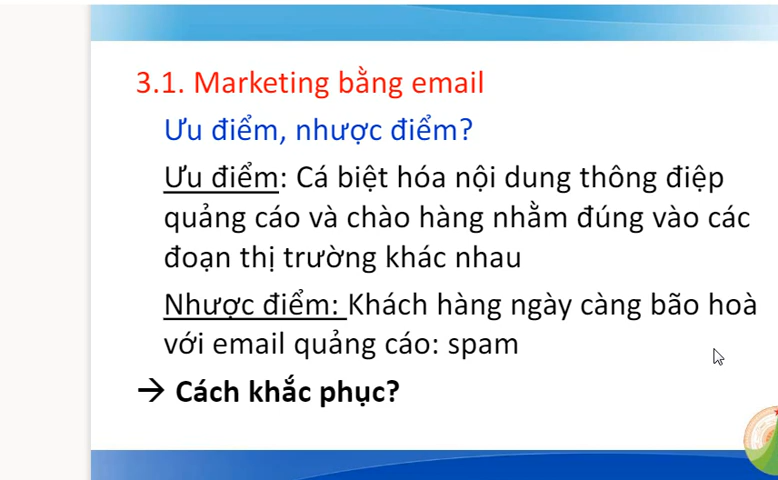 3.1. Marketing bằng email
Ưu điểm, nhược điểm?
Ưu điểm: Cá biệt hóa nội dung thông điệp
quảng cáo và chào hàng nhằm đúng vào các
đoạn thị trường khác nhau
Nhược điểm: Khách hàng ngày càng bão hoà
với email quảng cáo: spam
→ Cách khắc phục?